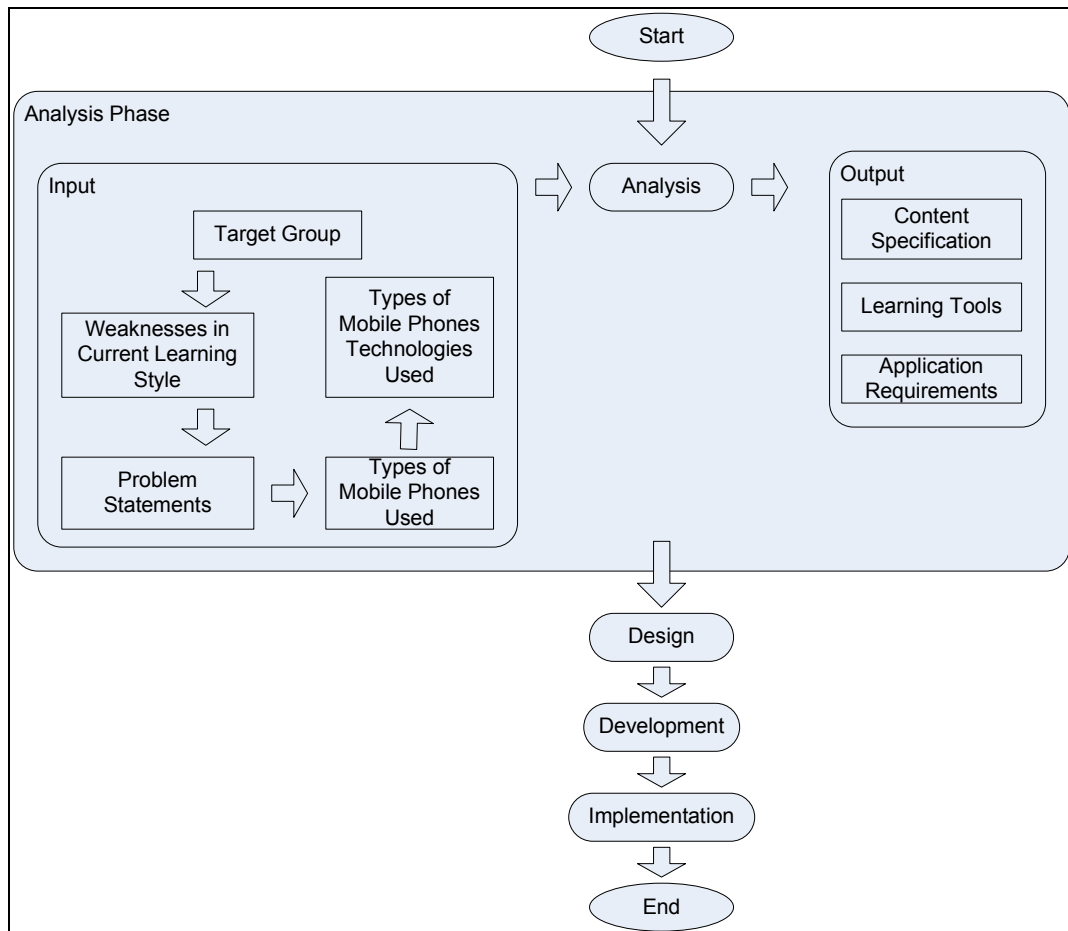 Start
Analysis Phase
Input
Target Group
Weaknesses in
Current Learning
Style
Problem
Statements
Types of
Mobile Phones
Used
Types of
Mobile Phones
Technologies
Used
Analysis
Output
Content
Specification
Learning Tools
Application
Requirements
Design
Development
Implementation
End